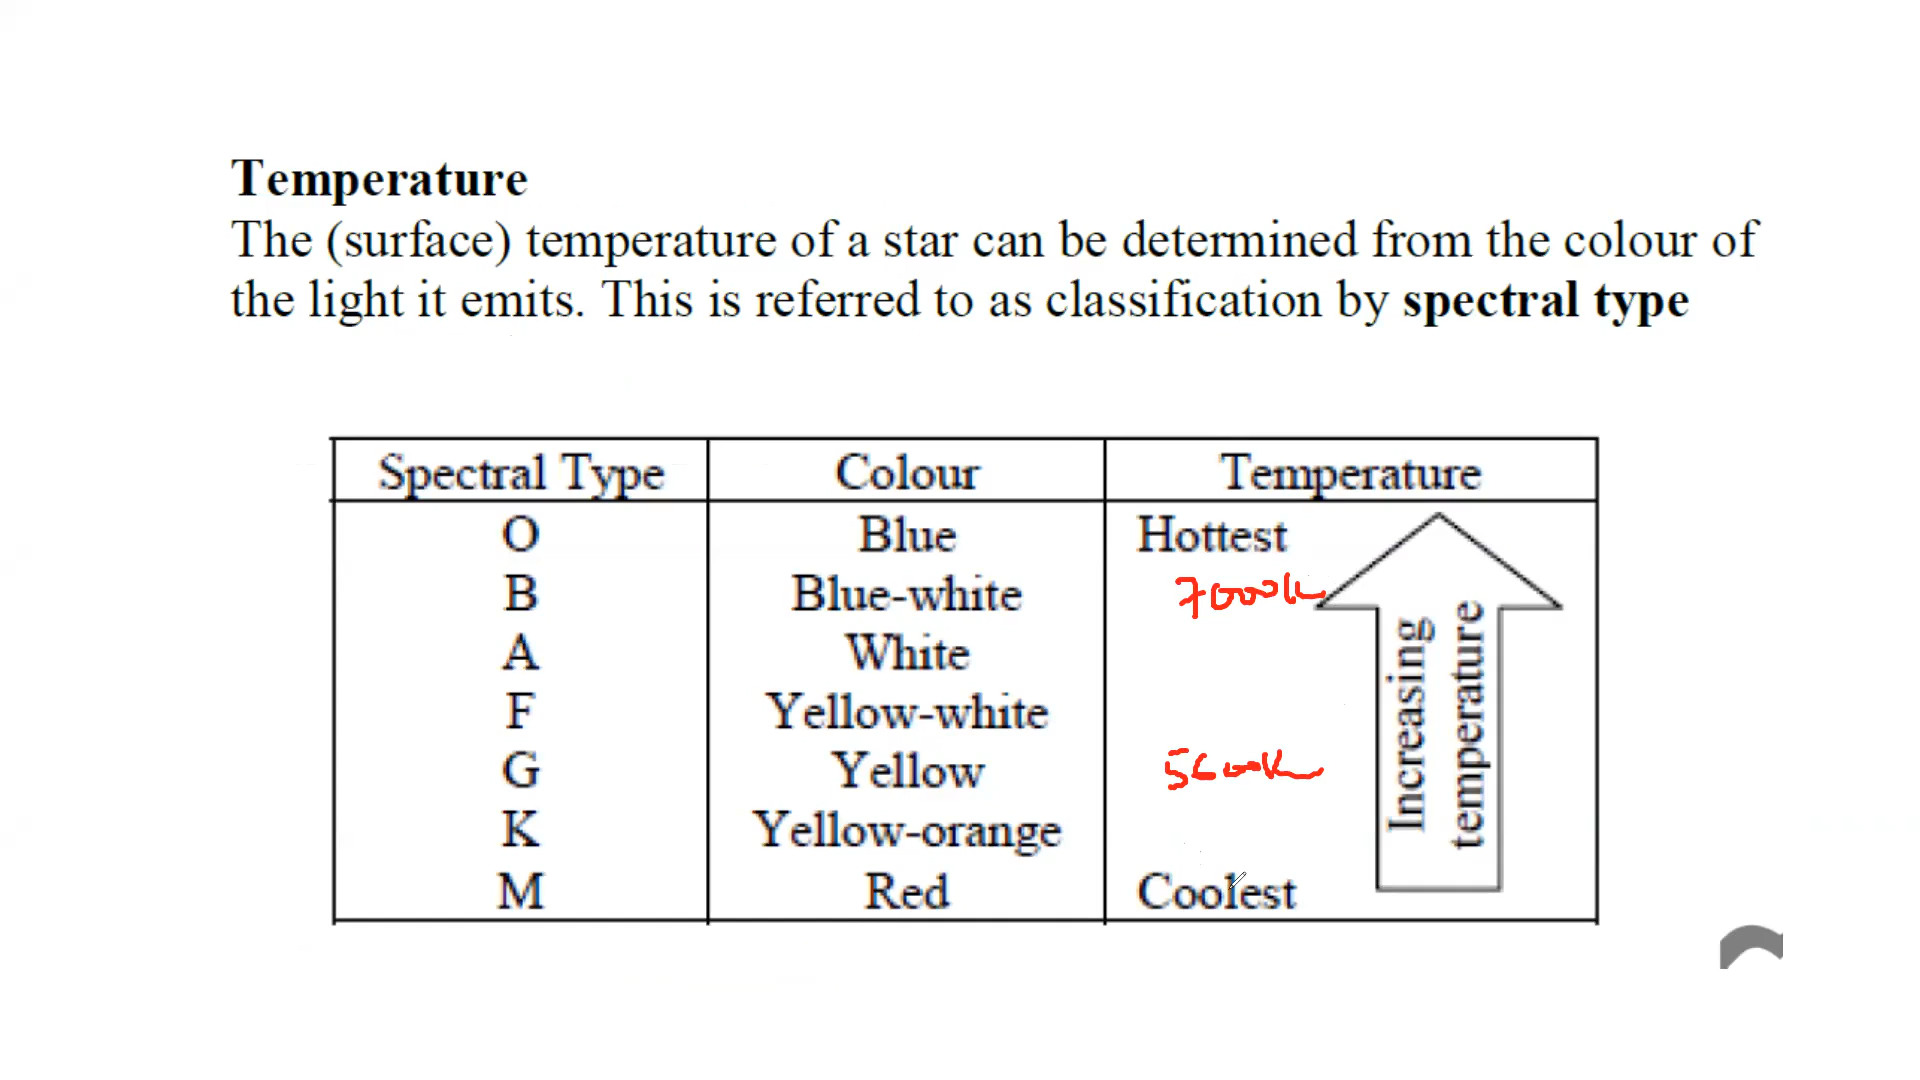 Temperature
The (surface) temperature of a star can be determined from the colour of
the light it emits. This is referred to as classification by spectral type
Spectral Type Colour Temperature
O Blue Hottest
B Blue-white 7000K
A White
F Yellow-white
G Yellow 5600K
K Yellow-orange
M Red Coolest
Increasing
temperature